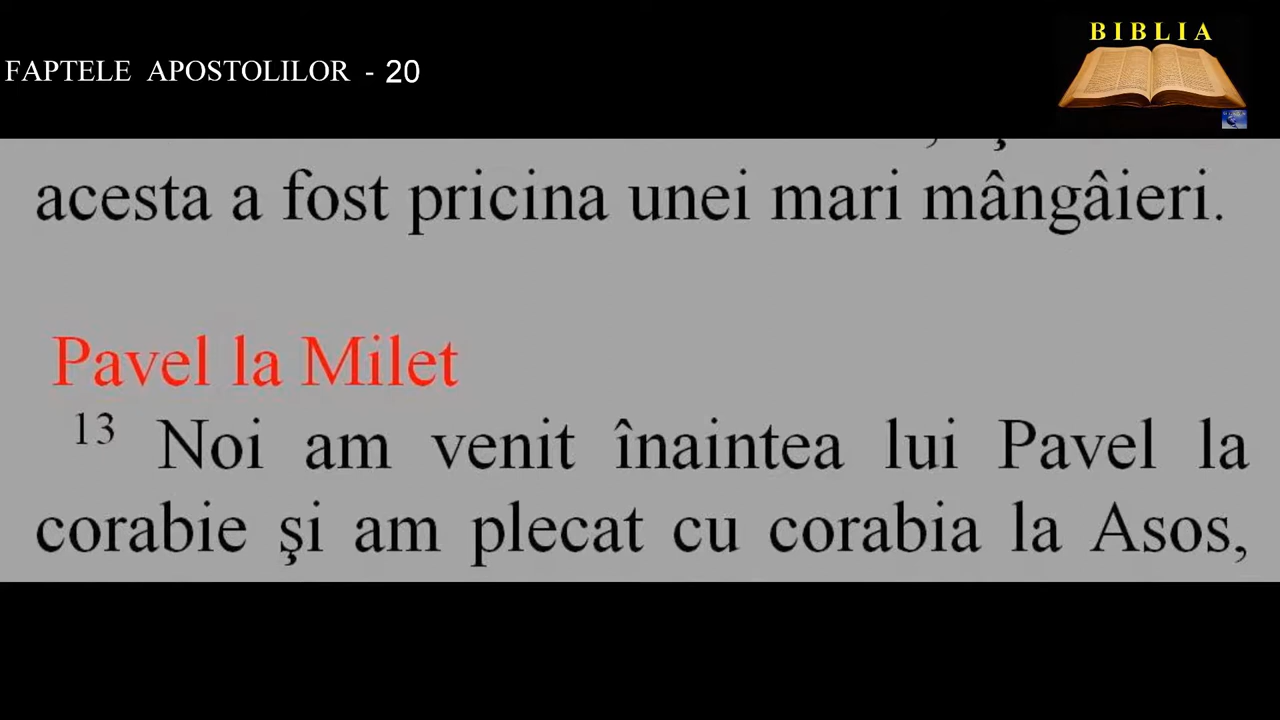 BIBLIA
FAPTELE APOSTOLILOR - 20
acesta a fost pricina unei mari mângâieri.
Pavel la Milet
13 Noi am venit înaintea lui Pavel la
corabie şi am plecat cu corabia la Asos,